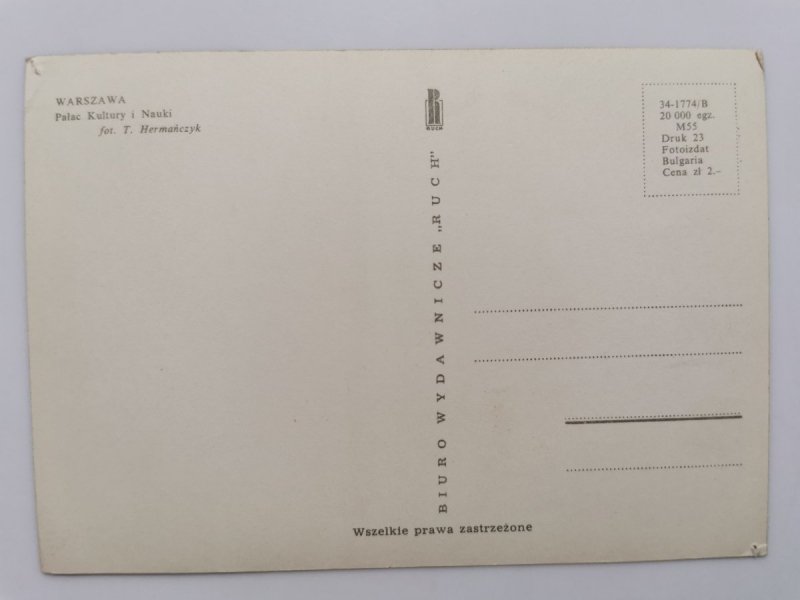 WARSZAWA
Pałac Kultury i Nauki
fot. T. Hermańczyk
RUCH
BIURO WYDAWNICZE „RUCH”
34-1774/B
20 000 egz.
M55
Druk 23
Fotoizdat
Bulgaria
Cena zł 2.–
Wszelkie prawa zastrzeżone